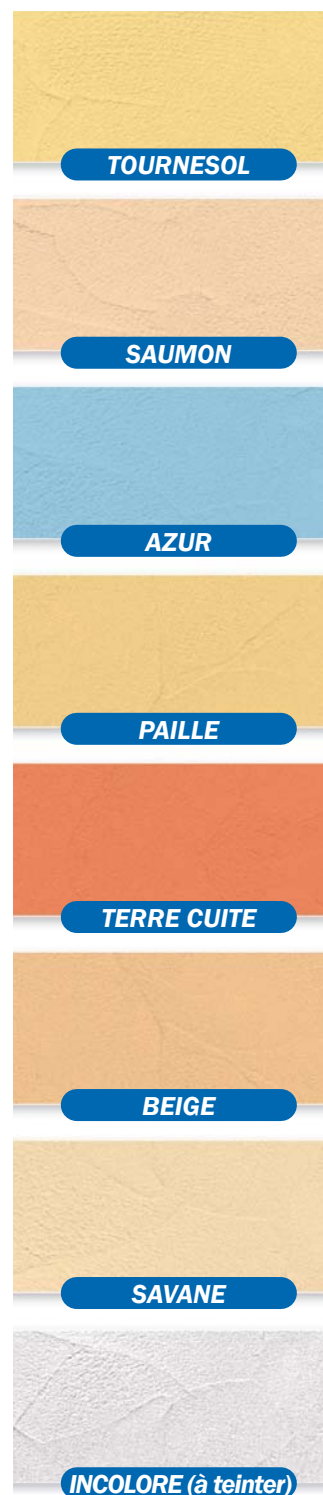 TOURNESOL
SAUMON
AZUR
PAILLE
TERRE CUITE
BEIGE
SAVANE
INCOLORE (à teinter)